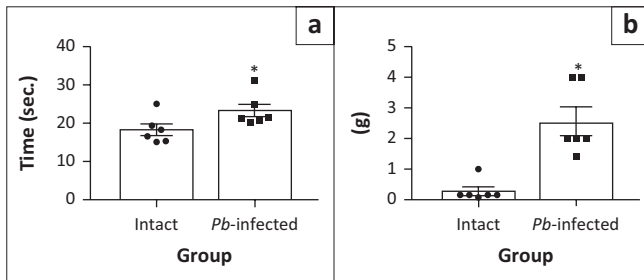 a
Time (sec.)
40
30
20
10
0
*
Intact
Pb-infected
Group
b
(g)
5
4
3
2
1
0
*
Intact
Pb-infected
Group